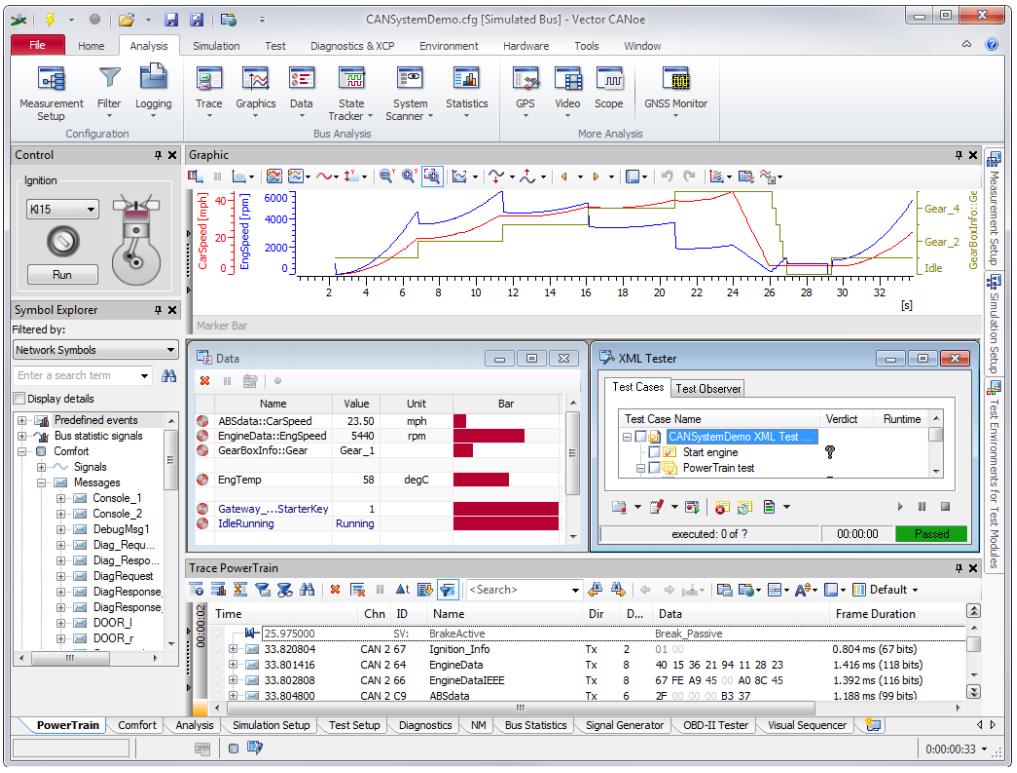 CANSystemDemo.cfg [Simulated Bus] - Vector CANoe
File Home Analysis Simulation Test Diagnostics & XCP Environment Hardware Tools Window
Measurement Setup Filter Logging Trace Graphics Data State Tracker System Scanner Statistics GPS Video Scope GNSS Monitor
Configuration Bus Analysis More Analysis
Control
Ignition
Kl15
Run
Symbol Explorer
Filtered by:
Network Symbols
Enter a search term
Display details
Predefined events
Bus statistic signals
Comfort
Signals
Messages
Console_1
Console_2
DebugMsg1
Diag_Requ...
Diag_Respo...
DiagRequest
DiagResponse
DiagResponse_
DOOR_l
DOOR_r
Graphic
CarSpeed [mph]
40
20
0
EngSpeed [rpm]
6000
4000
2000
0
Gear_4
Gear_2
Idle
GearBoxInfo::Ge
2 4 6 8 10 12 14 16 18 20 22 24 26 28 30 32
[s]
Marker Bar
Data
Name Value Unit Bar
ABSdata::CarSpeed 23.50 mph
EngineData::EngSpeed 5440 rpm
GearBoxInfo::Gear Gear_1
EngTemp 58 degC
Gateway_...StarterKey 1
IdleRunning Running
XML Tester
Test Cases Test Observer
Test Case Name Verdict Runtime
CANSystemDemo XML Test ...
Start engine ?
PowerTrain test
executed: 0 of ? 00:00:00 Passed
Measurement Setup
Simulation Setup
Test Environments for Test Modules
Trace PowerTrain
<Search> Default
00:00:02
Time Chn ID Name Dir D... Data Frame Duration
25.975000 SV: BrakeActive Break_Passive
33.820804 CAN 2 67 Ignition_Info Tx 2 01 00 0.804 ms (67 bits)
33.801416 CAN 2 64 EngineData Tx 8 40 15 36 21 94 11 28 23 1.416 ms (118 bits)
33.802808 CAN 2 66 EngineDataIEEE Tx 8 67 FE A9 45 00 A0 8C 45 1.392 ms (116 bits)
33.804800 CAN 2 C9 ABSdata Tx 6 2F 00 00 00 B3 37 1.188 ms (99 bits)
PowerTrain Comfort Analysis Simulation Setup Test Setup Diagnostics NM Bus Statistics Signal Generator OBD-II Tester Visual Sequencer
0:00:00:33